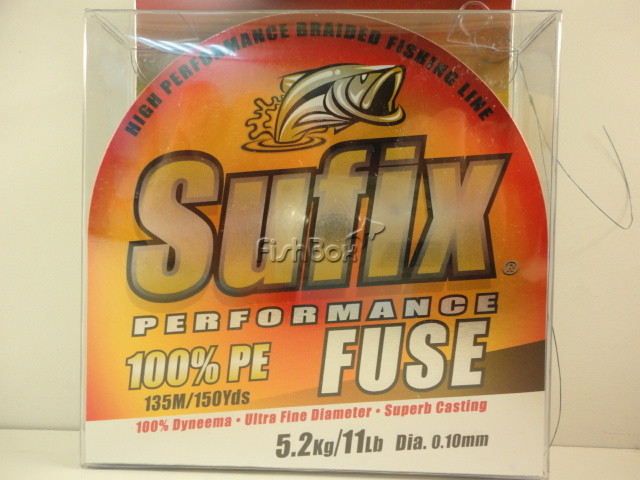 HIGH PERFORMANCE BRAIDED FISHING LINE
Sufix®
FishBox
PERFORMANCE
FUSE
100% PE
135M/150Yds
100% Dyneema • Ultra Fine Diameter • Superb Casting
5.2Kg/11Lb Dia. 0.10mm